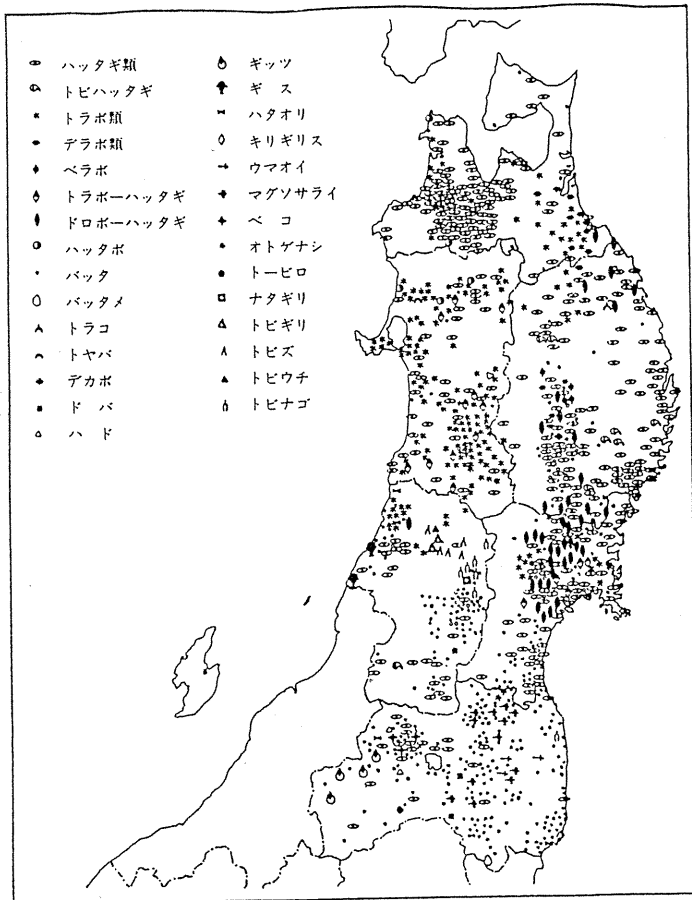 ハッタギ類
トビハッタギ
トラボ類
デラボ類
ベラボ
トラボーハッタギ
ドロボーハッタギ
ハッタボ
バッタ
バッタメ
トラコ
トヤバ
デカボ
ドバ
ハド
ギッツ
ギス
ハタオリ
キリギリス
ウマオイ
マグソサライ
ベコ
オトゲナシ
トービロ
ナタギリ
トビギリ
トビズ
トビウチ
トビナゴ